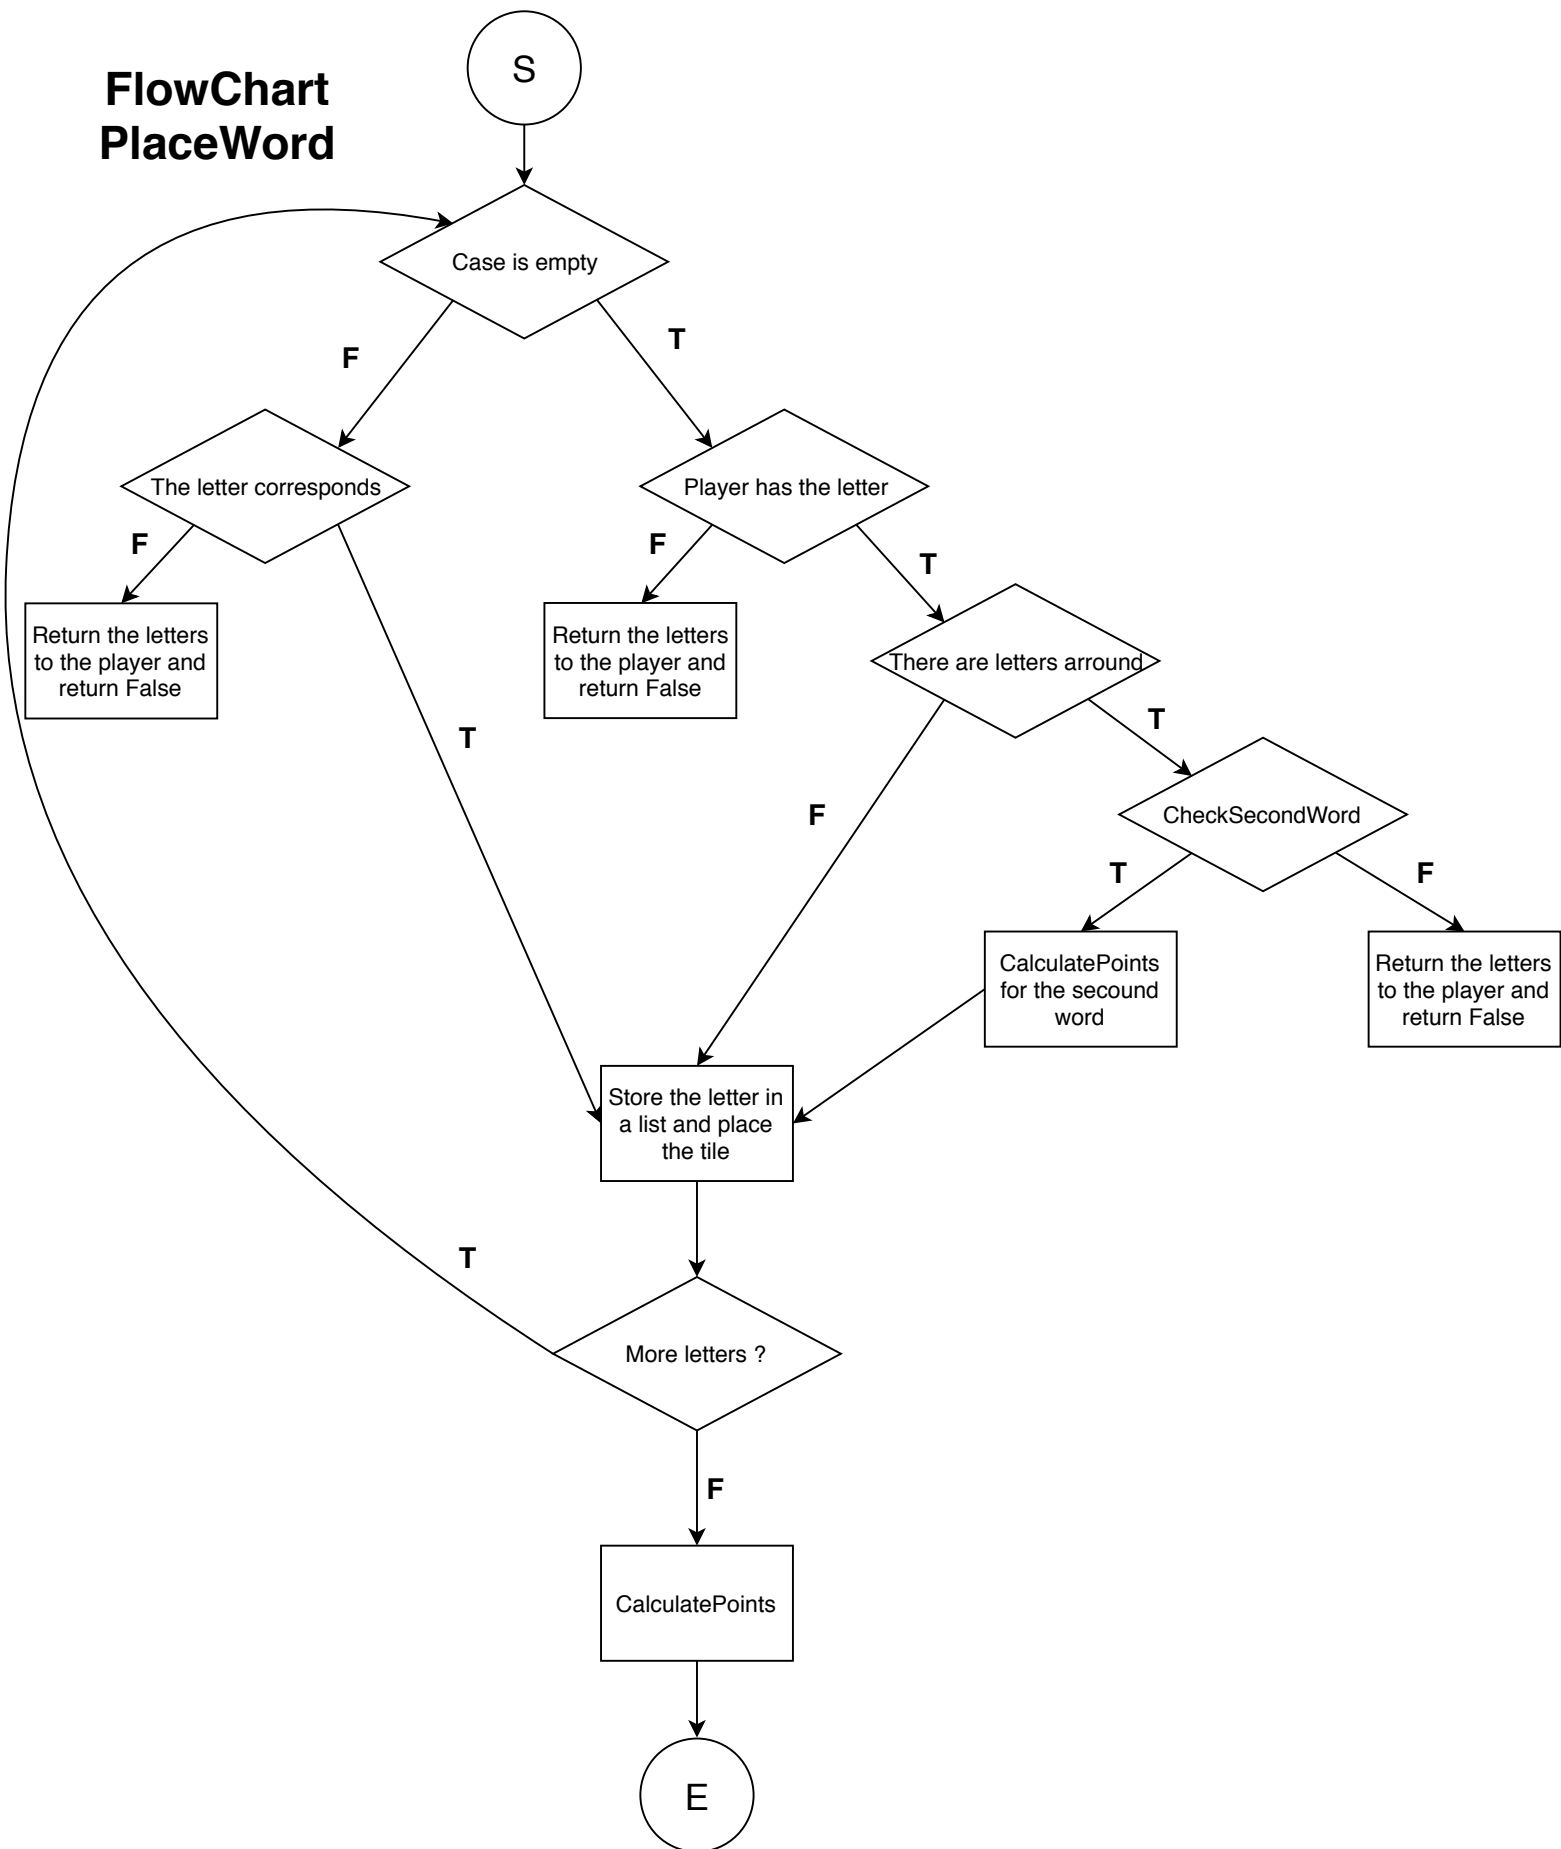 S
FlowChart
PlaceWord
Case is empty
F
T
The letter corresponds
Player has the letter
F
F
T
There are letters arround
Return the letters
to the player and
return False
Return the letters
to the player and
return False
T
T
F
CheckSecondWord
T
F
CalculatePoints
for the secound
word
Return the letters
to the player and
return False
Store the letter in
a list and place
the tile
T
More letters ?
F
CalculatePoints
E